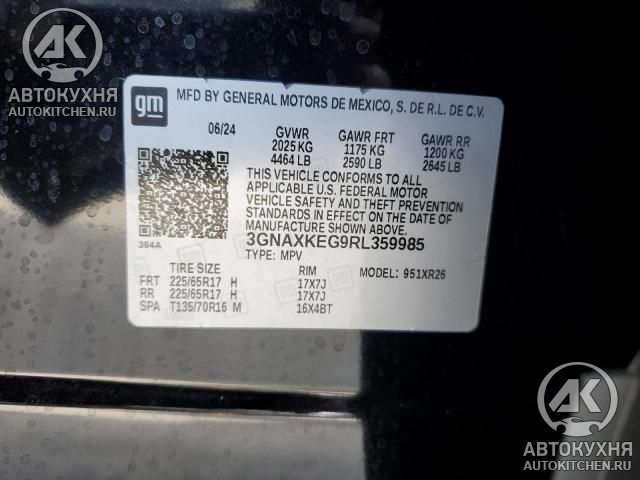 АВТОКУХНЯ
AUTOKITCHEN.RU
gm MFD BY GENERAL MOTORS DE MEXICO, S. DE R.L. DE C.V.
06/24 GVWR GAWR FRT GAWR RR
2025 KG 1175 KG 1200 KG
4464 LB 2590 LB 2645 LB
THIS VEHICLE CONFORMS TO ALL
APPLICABLE U.S. FEDERAL MOTOR
VEHICLE SAFETY AND THEFT PREVENTION
STANDARDS IN EFFECT ON THE DATE OF
MANUFACTURE SHOWN ABOVE.
384A 3GNAXKEG9RL359985
TYPE: MPV
TIRE SIZE RIM MODEL: 951XR26
FRT 225/65R17 H 17X7J
RR 225/65R17 H 17X7J
SPA T135/70R16 M 16X4BT
АК
АВТОКУХНЯ
AUTOKITCHEN.RU